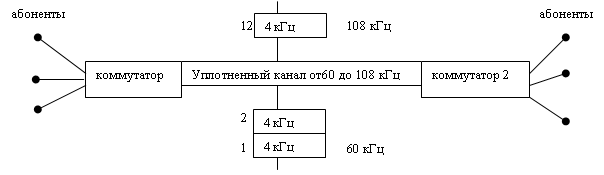 абоненты
12 4 кГц 108 кГц
абоненты
коммутатор
Уплотненный канал от60 до 108 кГц
коммутатор 2
2 4 кГц
1 4 кГц 60 кГц